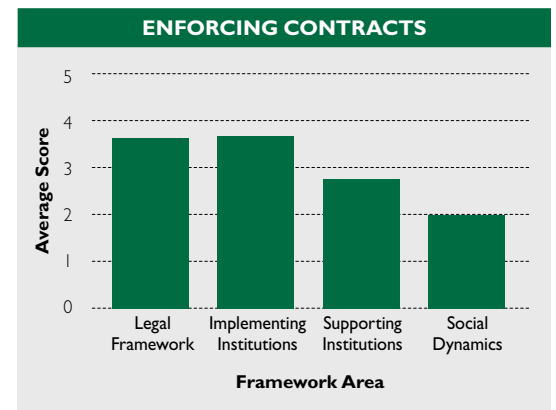 ENFORCING CONTRACTS
5
4
3
2
1
0
Average Score
Legal Framework
Implementing Institutions
Supporting Institutions
Social Dynamics
Framework Area